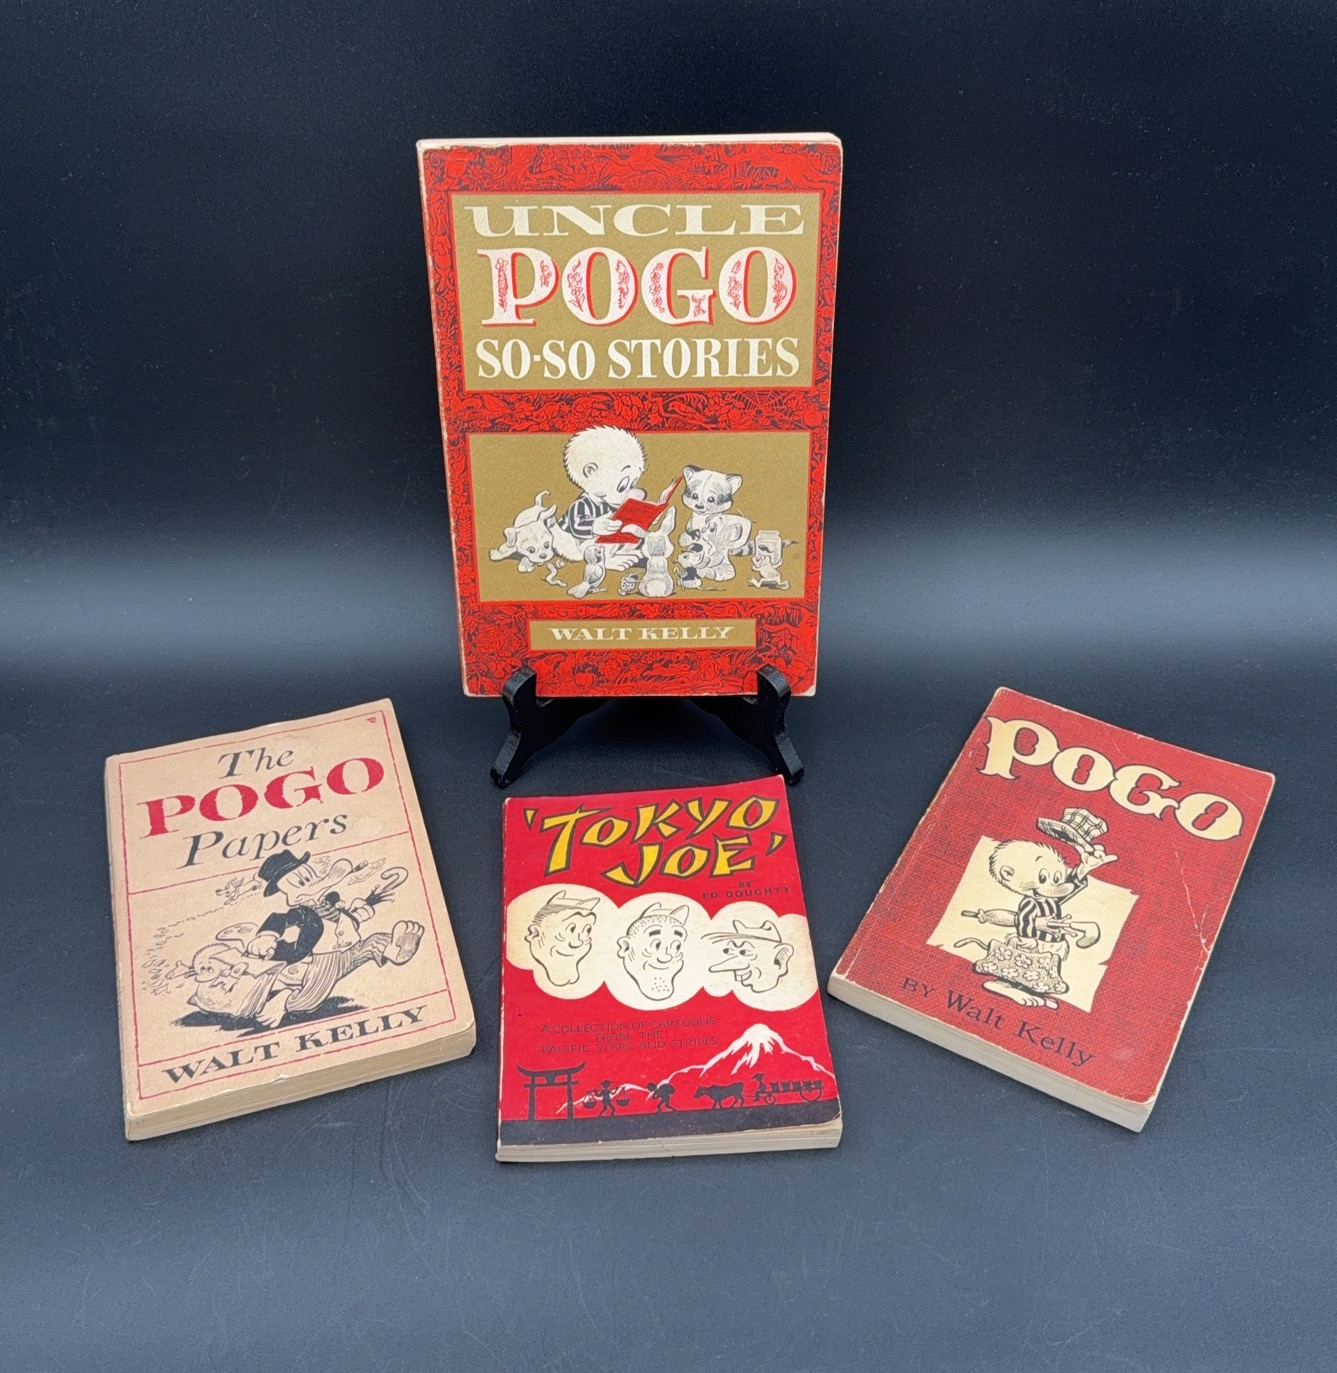 UNCLE
POGO
SO-SO STORIES
WALT KELLY
The
POGO
Papers
WALT KELLY
'TOKYO
JOE'
BY
ED DOUGHTY
A COLLECTION OF CARTOONS
FROM THE
PACIFIC STARS AND STRIPES
POGO
BY Walt Kelly